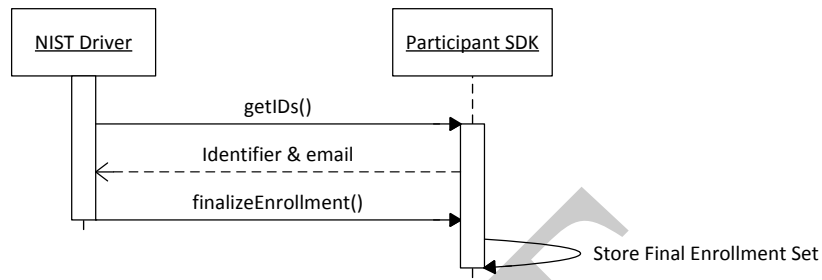 NIST Driver
Participant SDK
getIDs()
Identifier & email
finalizeEnrollment()
Store Final Enrollment Set